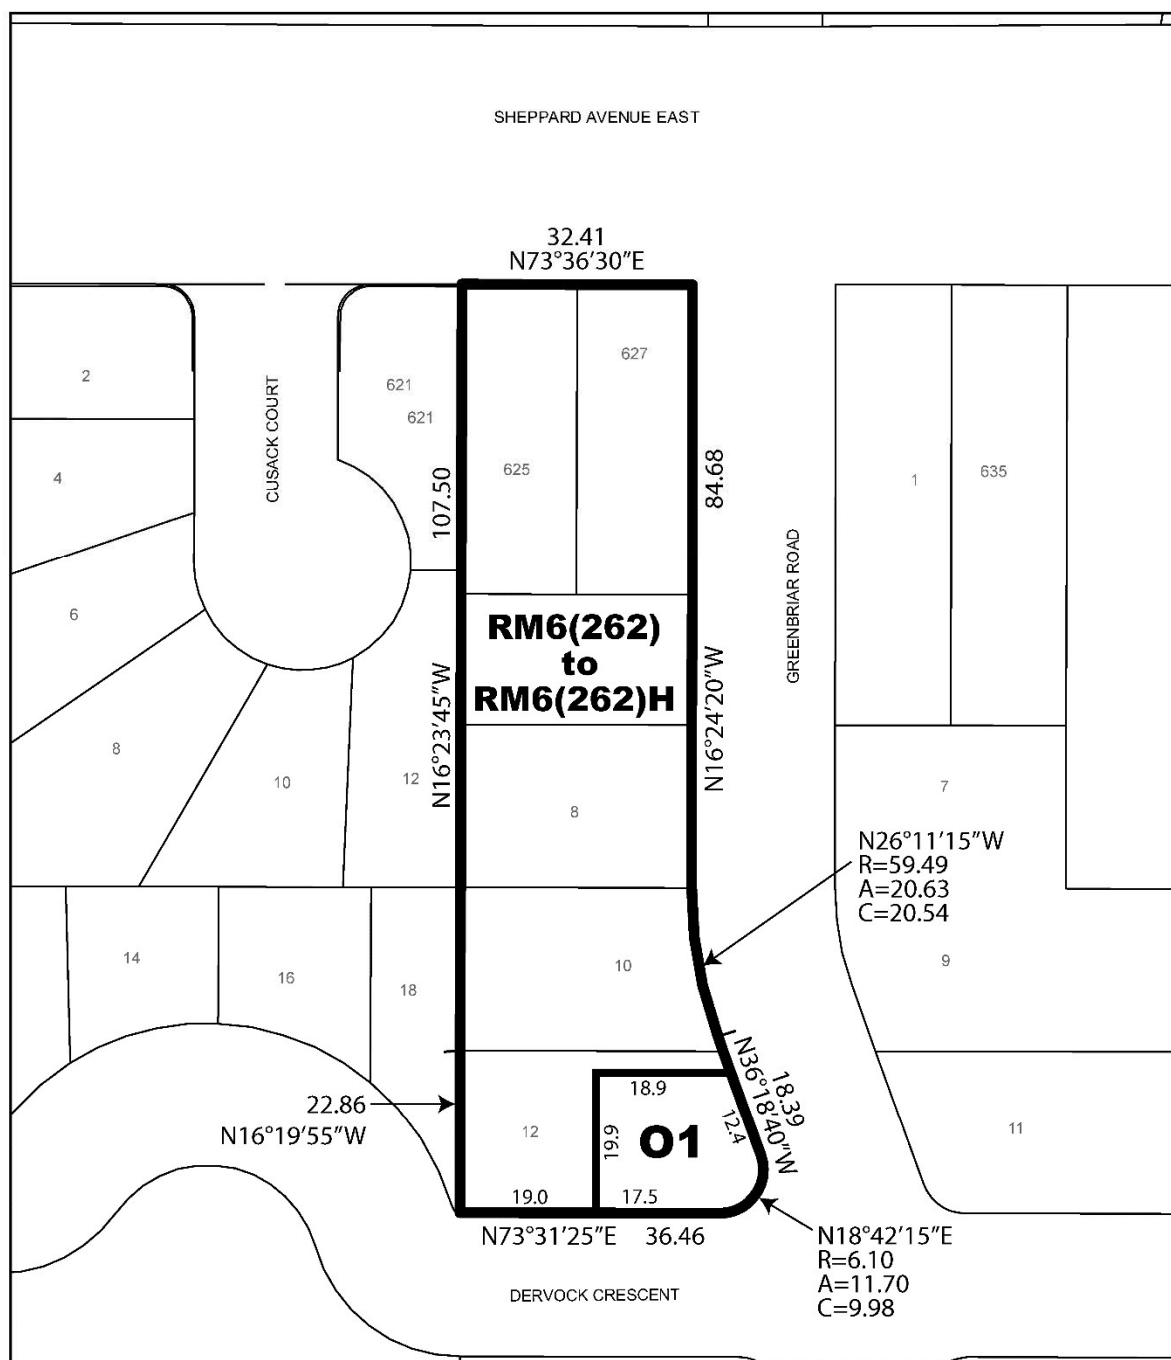 SHEPPARD AVENUE EAST
32.41
N73°36'30"E
2
4
6
8
10
12
CUSACK COURT
621
621
625
627
107.50
N16°23'45"W
84.68
N16°24'20"W
GREENBRIAR ROAD
1
635
RM6(262)
to
RM6(262)H
8
7
N26°11'15"W
R=59.49
A=20.63
C=20.54
14
16
18
10
9
22.86
N16°19'55"W
12
18.9
19.9
O1
12.4
18.39
N36°18'40"W
11
19.0
17.5
N73°31'25"E 36.46
N18°42'15"E
R=6.10
A=11.70
C=9.98
DERVOCK CRESCENT